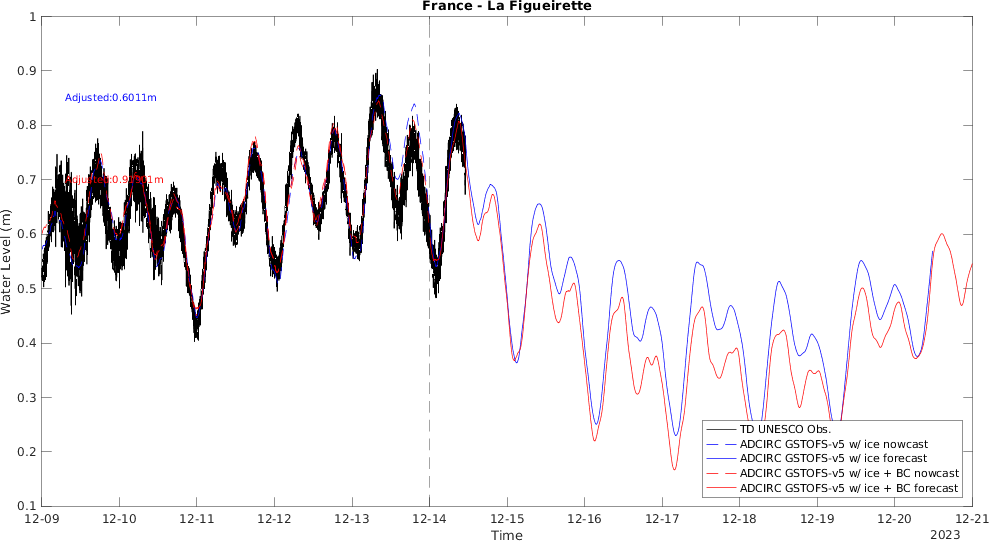 France - La Figueirette
Water Level (m)
1
0.9
0.8
0.7
0.6
0.5
0.4
0.3
0.2
0.1
Adjusted:0.6011m
TD UNESCO Obs.
ADCIRC GSTOFS-v5 w/ ice nowcast
ADCIRC GSTOFS-v5 w/ ice forecast
ADCIRC GSTOFS-v5 w/ ice + BC nowcast
ADCIRC GSTOFS-v5 w/ ice + BC forecast
12-09 12-10 12-11 12-12 12-13 12-14 12-15 12-16 12-17 12-18 12-19 12-20 12-21
Time
2023